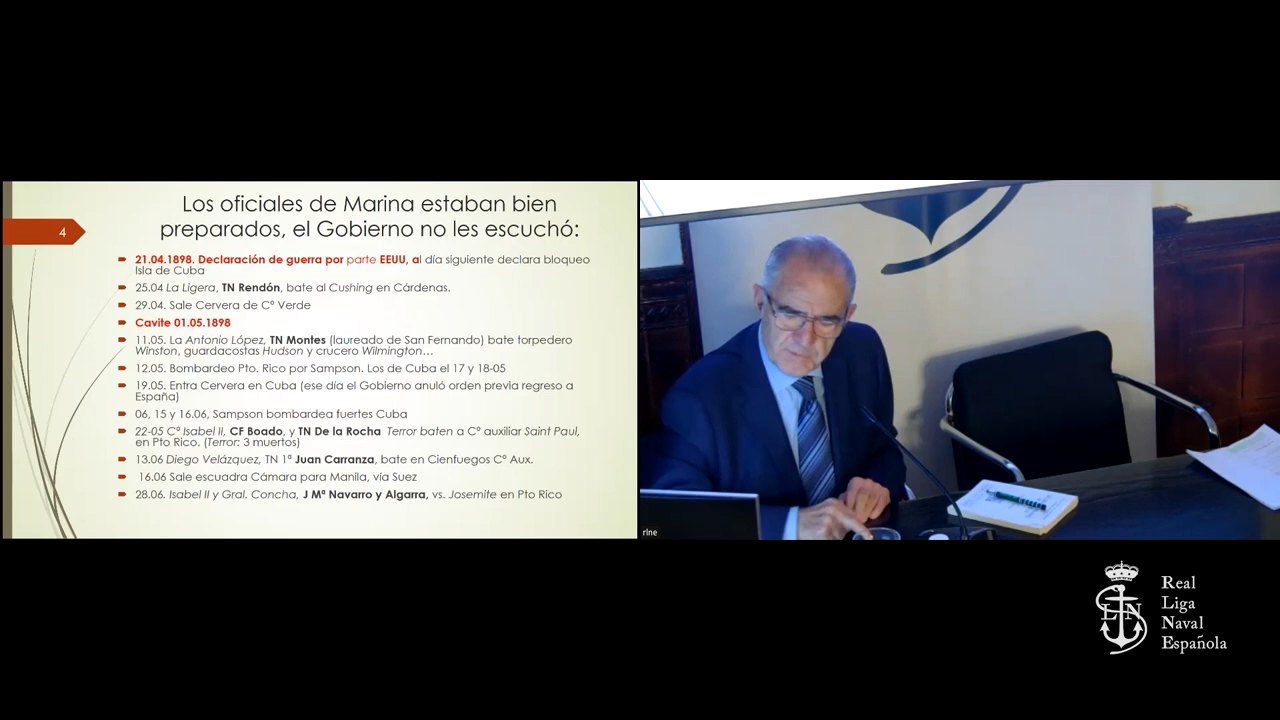 4
Los oficiales de Marina estaban bien
preparados, el Gobierno no les escuchó:
21.04.1898. Declaración de guerra por parte EEUU, al día siguiente declara bloqueo
Isla de Cuba
25.04 La Ligera, TN Rendón, bate al Cushing en Cárdenas.
29.04. Sale Cervera de Cº Verde
Cavite 01.05.1898
11.05. La Antonio López, TN Montes (laureado de San Fernando) bate torpedero
Winston, guardacostas Hudson y crucero Wilmington...
12.05. Bombardeo Pto. Rico por Sampson. Los de Cuba el 17 y 18-05
19.05. Entra Cervera en Cuba (ese día el Gobierno anuló orden previa regreso a
España)
06, 15 y 16.06, Sampson bombardea fuertes Cuba
22-05 Cº Isabel II, CF Boado, y TN De la Rocha Terror baten a Cº auxiliar Saint Paul,
en Pto Rico. (Terror: 3 muertos)
13.06 Diego Velázquez, TN 1ª Juan Carranza, bate en Cienfuegos Cº Aux.
16.06 Sale escuadra Cámara para Manila, vía Suez
28.06. Isabel II y Gral. Concha, J Mª Navarro y Algarra, vs. Josemite en Pto Rico
rine
LN
Real
Liga
Naval
Española